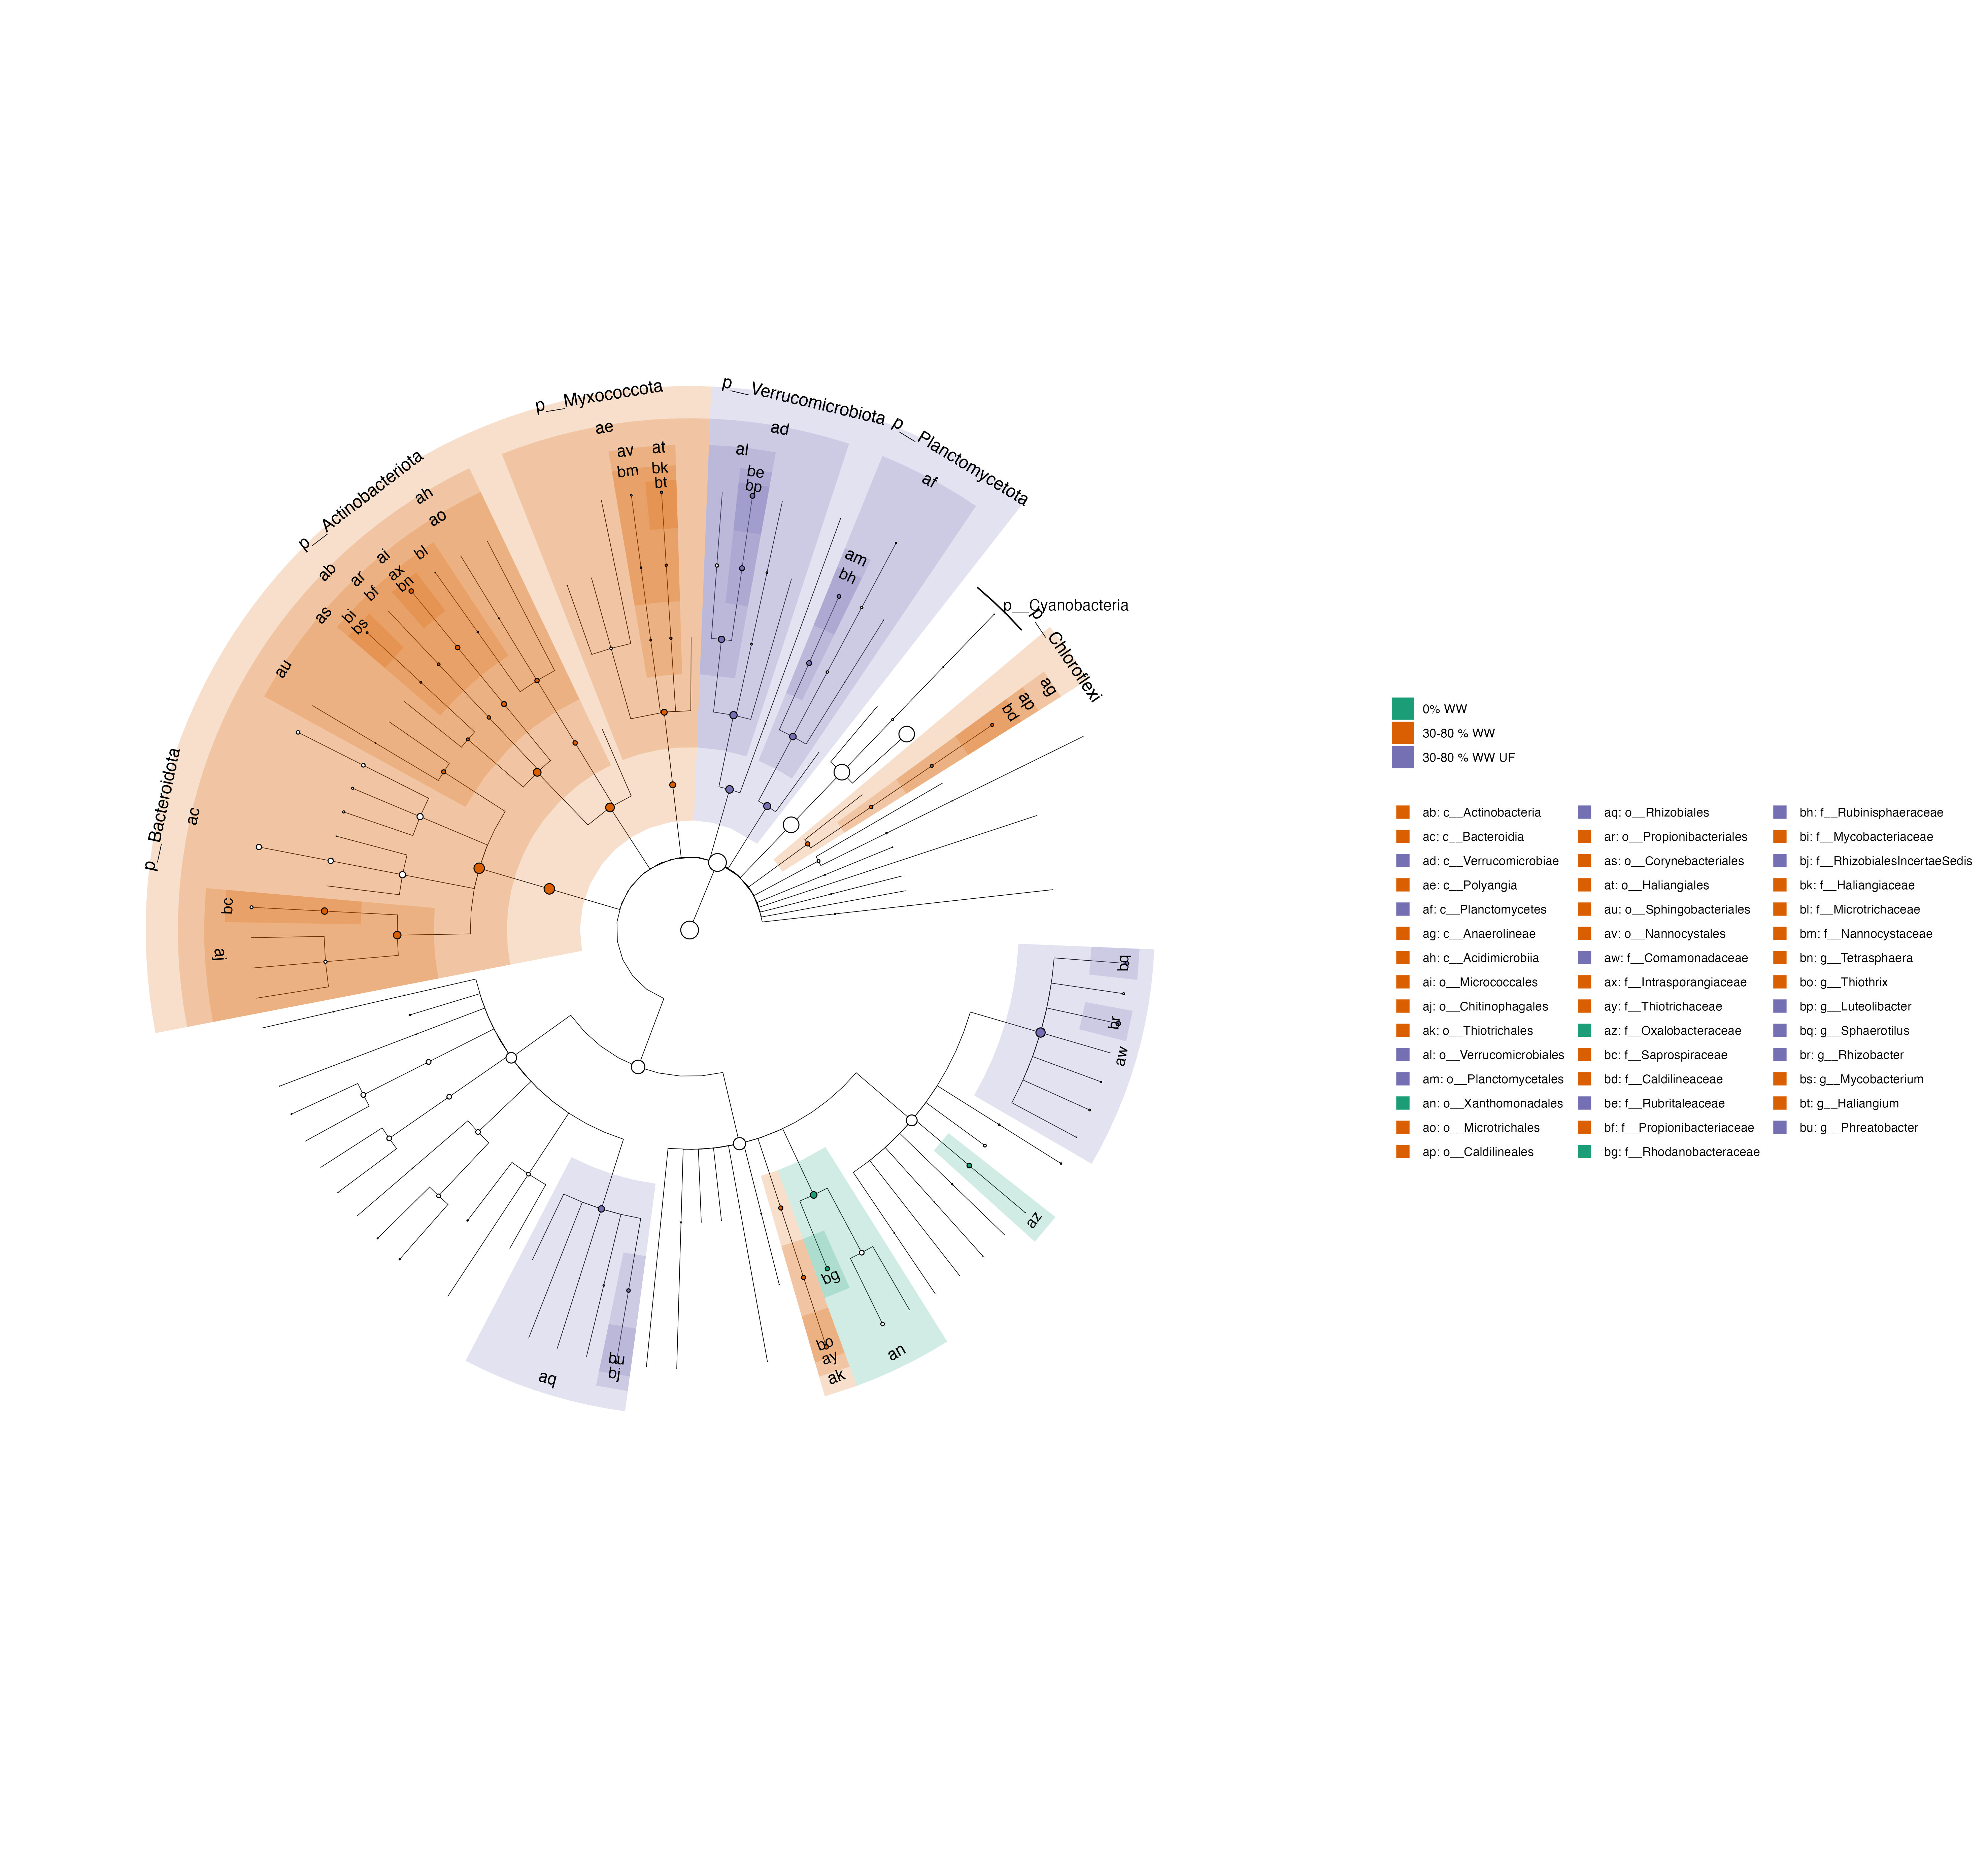 p__Myxococcota
p__Verrucomicrobiota
p__Planctomycetota
p__Actinobacteriota
p__Bacteroidota
p__Cyanobacteria
p__Chloroflexi
ae
av
at
bm
bk
bt
ad
al
be
bp
af
am
bh
ah
ao
ab
ar
ai
bl
ax
bn
bf
as
bi
bs
au
ac
bc
aj
ag
ap
bd
bq
br
aw
az
bg
an
bo
ay
ak
aq
bu
bj
0% WW
30-80 % WW
30-80 % WW UF
ab: c__Actinobacteria
ac: c__Bacteroidia
ad: c__Verrucomicrobiae
ae: c__Polyangia
af: c__Planctomycetes
ag: c__Anaerolineae
ah: c__Acidimicrobiia
ai: o__Micrococcales
aj: o__Chitinophagales
ak: o__Thiotrichales
al: o__Verrucomicrobiales
am: o__Planctomycetales
an: o__Xanthomonadales
ao: o__Microtrichales
ap: o__Caldilineales
aq: o__Rhizobiales
ar: o__Propionibacteriales
as: o__Corynebacteriales
at: o__Haliangiales
au: o__Sphingobacteriales
av: o__Nannocystales
aw: f__Comamonadaceae
ax: f__Intrasporangiaceae
ay: f__Thiotrichaceae
az: f__Oxalobacteraceae
bc: f__Saprospiraceae
bd: f__Caldilineaceae
be: f__Rubritaleaceae
bf: f__Propionibacteriaceae
bg: f__Rhodanobacteraceae
bh: f__Rubinisphaeraceae
bi: f__Mycobacteriaceae
bj: f__RhizobialesIncertaeSedis
bk: f__Haliangiaceae
bl: f__Microtrichaceae
bm: f__Nannocystaceae
bn: g__Tetrasphaera
bo: g__Thiothrix
bp: g__Luteolibacter
bq: g__Sphaerotilus
br: g__Rhizobacter
bs: g__Mycobacterium
bt: g__Haliangium
bu: g__Phreatobacter